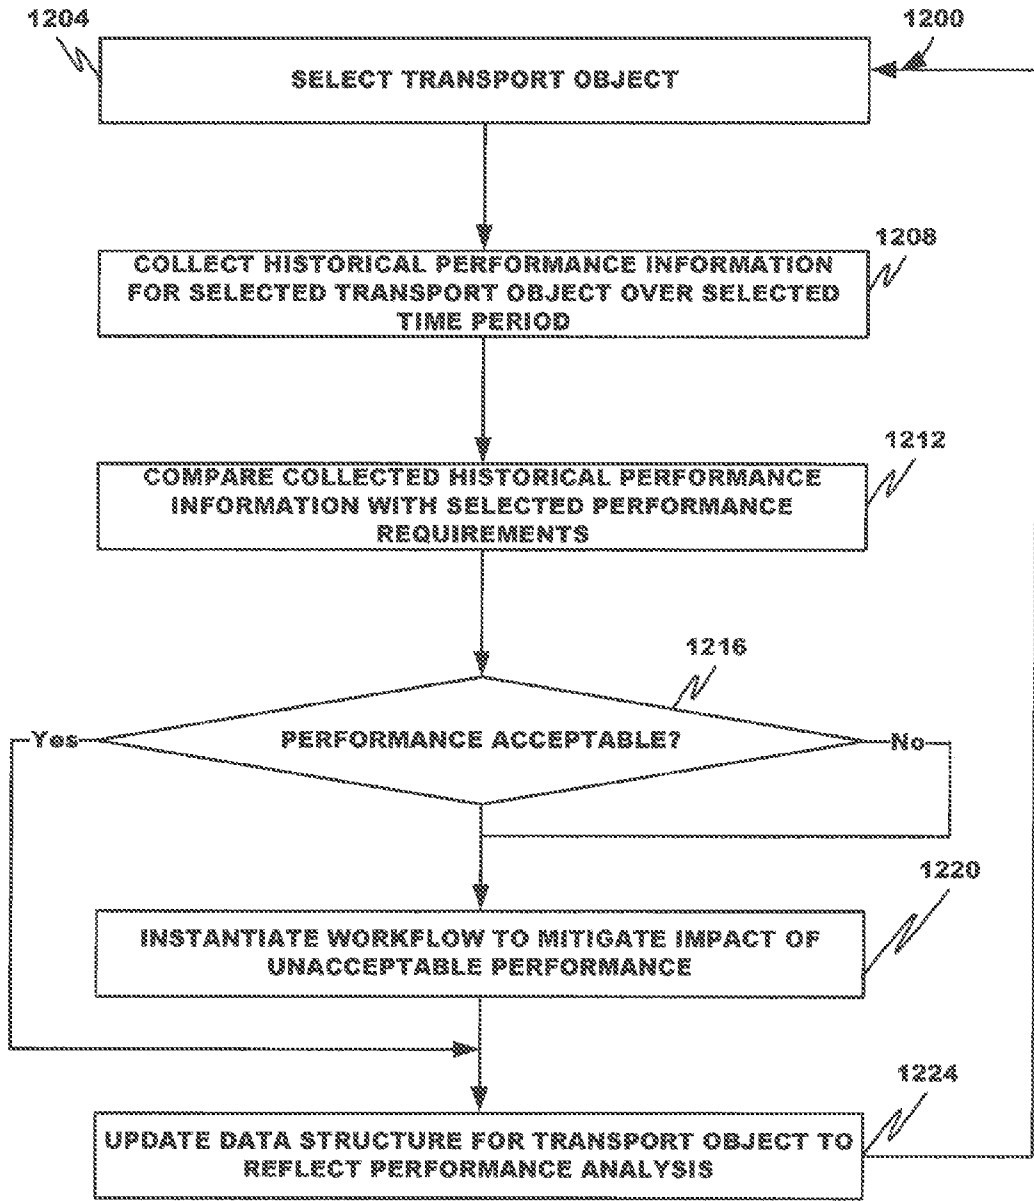 1204
1200
SELECT TRANSPORT OBJECT
1208
COLLECT HISTORICAL PERFORMANCE INFORMATION
FOR SELECTED TRANSPORT OBJECT OVER SELECTED
TIME PERIOD
1212
COMPARE COLLECTED HISTORICAL PERFORMANCE
INFORMATION WITH SELECTED PERFORMANCE
REQUIREMENTS
1216
Yes
PERFORMANCE ACCEPTABLE?
No
1220
INSTANTIATE WORKFLOW TO MITIGATE IMPACT OF
UNACCEPTABLE PERFORMANCE
1224
UPDATE DATA STRUCTURE FOR TRANSPORT OBJECT TO
REFLECT PERFORMANCE ANALYSIS